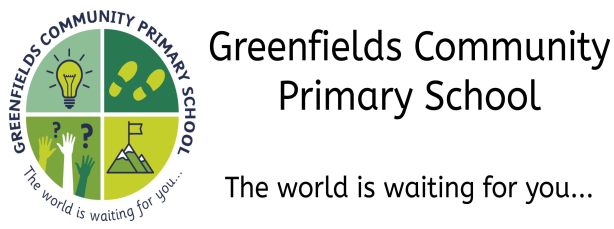 GREENFIELDS COMMUNITY PRIMARY SCHOOL
? ?
The world is waiting for you...
Greenfields Community
Primary School
The world is waiting for you...